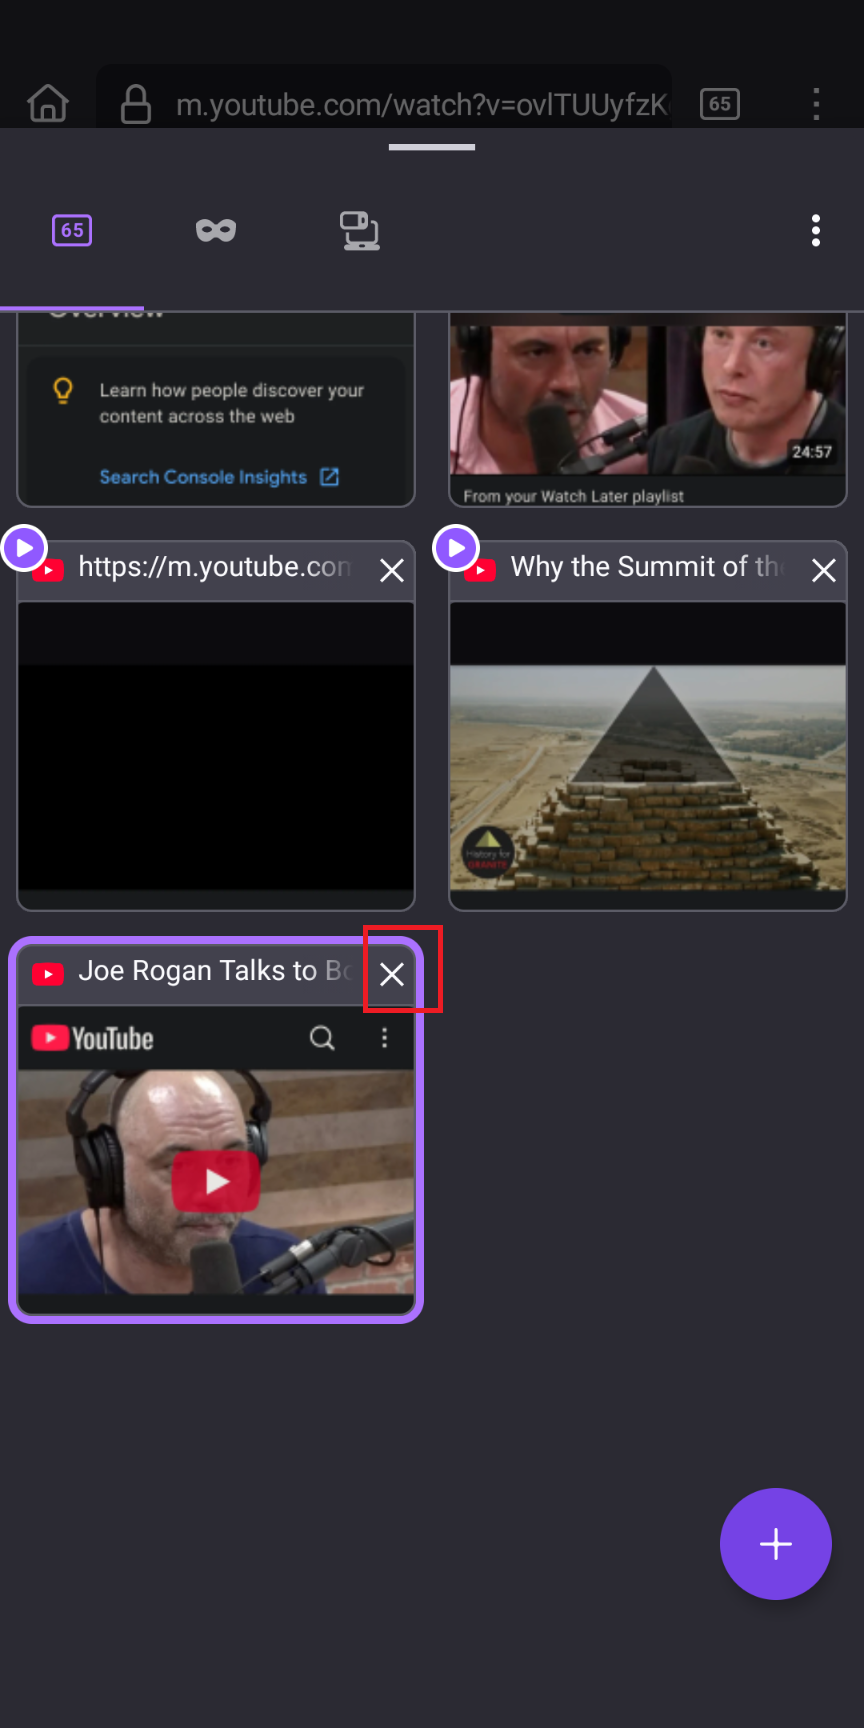 m.youtube.com/watch?v=ovlTUUyfzK
65
65
Overview
Learn how people discover your
content across the web
Search Console Insights
24:57
From your Watch Later playlist
https://m.youtube.com
Why the Summit of the
History for
GRANITE
Joe Rogan Talks to Bo
YouTube